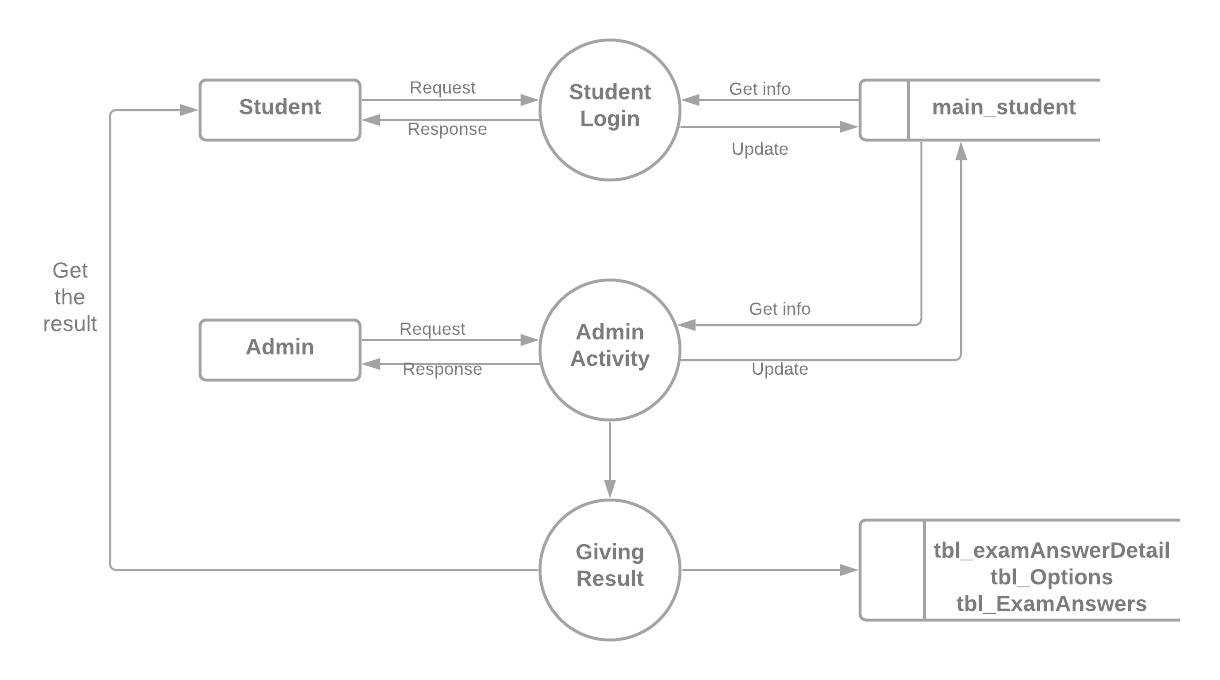 Student
Request
Response
Student
Login
Get info
Update
main_student
Get
the
result
Admin
Request
Response
Admin
Activity
Get info
Update
Giving
Result
tbl_examAnswerDetail
tbl_Options
tbl_ExamAnswers